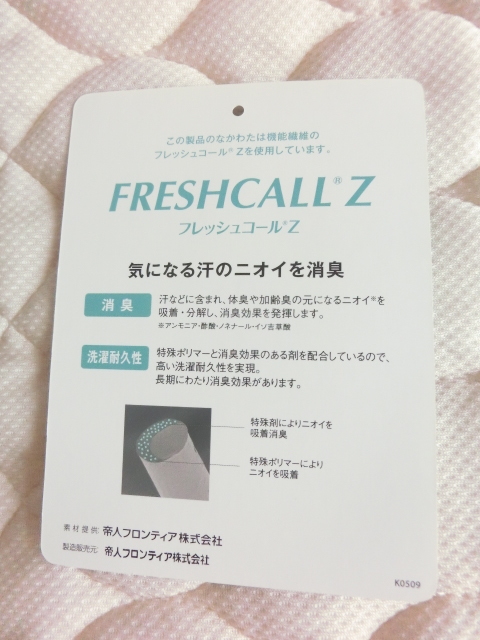 この製品のなかわたは機能繊維の
フレッシュコール®Zを使用しています。
FRESHCALL® Z
フレッシュコール®Z
気になる汗のニオイを消臭
消臭
汗などに含まれ、体臭や加齢臭の元になるニオイ※を
吸着・分解し、消臭効果を発揮します。
※アンモニア・酢酸・ノネナール・イソ吉草酸
洗濯耐久性
特殊ポリマーと消臭効果のある剤を配合しているので、
高い洗濯耐久性を実現。
長期にわたり消臭効果があります。
特殊剤によりニオイを
吸着消臭
特殊ポリマーにより
ニオイを吸着
素材提供: 帝人フロンティア株式会社
製造販売元: 帝人フロンティア株式会社
K0509